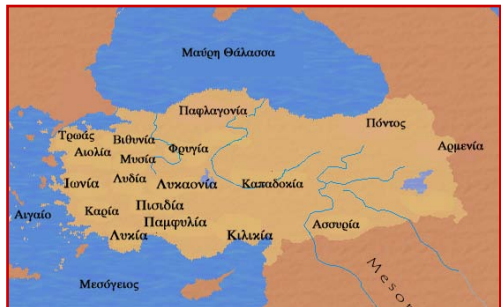 Μαύρη Θάλασσα
Παφλαγονία
Πόντος
Τρωάς
Βιθυνία
Αρμενία
Αιολία
Φρυγία
Μυσία
Ιωνία
Λυδία
Λυκαονία
Καπαδοκία
Αιγαίο
Καρία
Πισιδία
Παμφυλία
Ασσυρία
Λυκία
Κιλικία
Μεσόγειος
Mesor